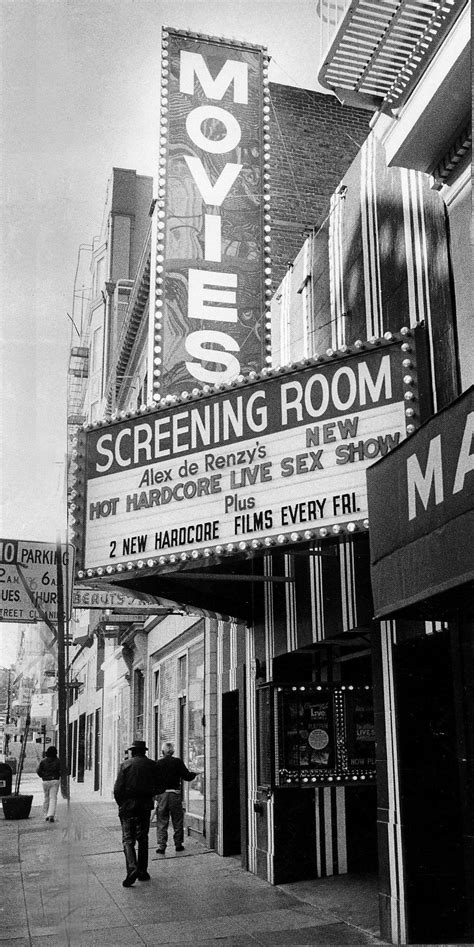 MOVIES
SCREENING ROOM
Alex de Renzy's NEW
HOT HARDCORE LIVE SEX SHOW
Plus
2 NEW HARDCORE FILMS EVERY FRI.
MA
PARKING
STREET CLEANING
BEAUTY